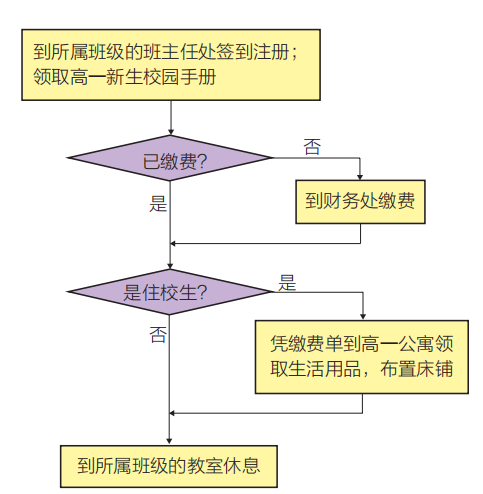 到所属班级的班主任处签到注册；
领取高一新生校园手册
已缴费？
否
是
到财务处缴费
是住校生？
是
否
凭缴费单到高一公寓领
取生活用品，布置床铺
到所属班级的教室休息